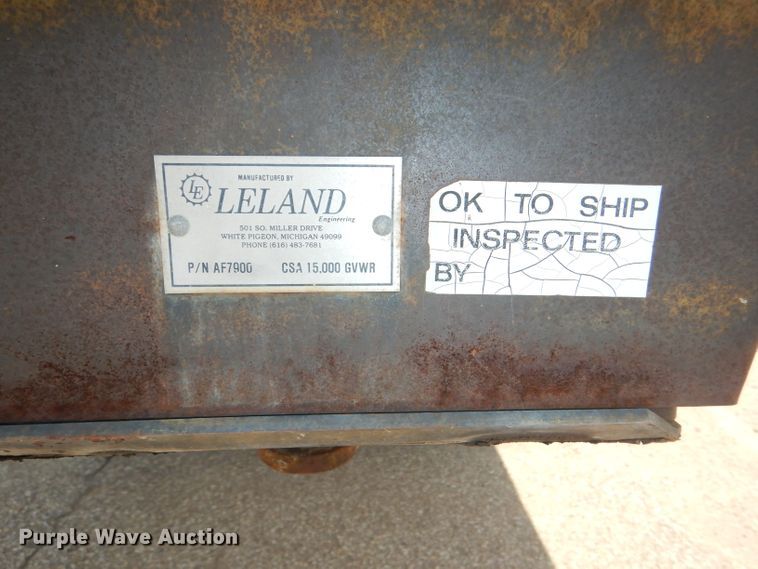 MANUFACTURED BY
LE LELAND
Engineering
501 SO. MILLER DRIVE
WHITE PIGEON, MICHIGAN 49099
PHONE (616) 483-7681
P/N AF7900 CSA 15,000 GVWR
OK TO SHIP
INSPECTED
BY
Purple Wave Auction